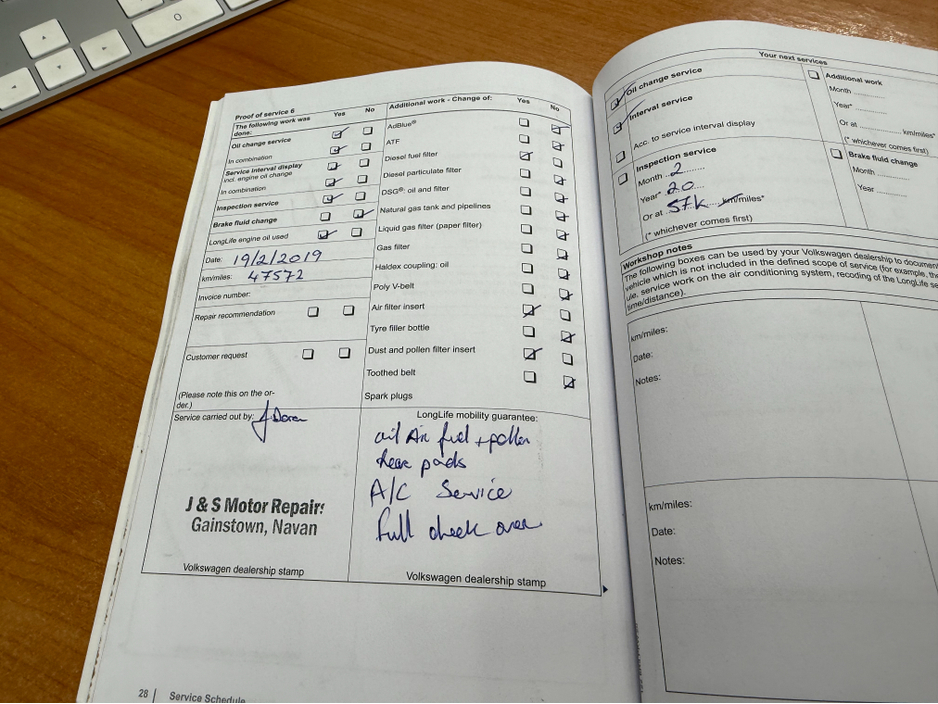 Proof of service 6
The following work was done: Yes No
Oil change service
In combination
Service interval display incl. engine oil change
In combination
Inspection service
Brake fluid change
LongLife engine oil used
Date: 19/2/2019
km/miles: 47572
Invoice number:
Repair recommendation
Customer request
(Please note this on the or-
der.)
Service carried out by:
J & S Motor Repairs
Gainstown, Navan
Volkswagen dealership stamp
Additional work - Change of: Yes No
AdBlue®
ATF
Diesel fuel filter
Diesel particulate filter
DSG®: oil and filter
Natural gas tank and pipelines
Liquid gas filter (paper filter)
Gas filter
Haldex coupling: oil
Poly V-belt
Air filter insert
Tyre filler bottle
Dust and pollen filter insert
Toothed belt
Spark plugs
LongLife mobility guarantee:
oil Air fuel + pollen
rear pads
A/C Service
full check over
Volkswagen dealership stamp
28 | Service Schedule
Your next services
Oil change service
Interval service
Acc. to service interval display
Inspection service
Month 2
Year* 20
Or at 57k km/miles*
(* whichever comes first)
Additional work
Month
Year*
Or at km/miles*
(* whichever comes first)
Brake fluid change
Month
Year
Workshop notes
The following boxes can be used by your Volkswagen dealership to document
vehicle which is not included in the defined scope of service (for example, the
ule, service work on the air conditioning system, recoding of the LongLife se
time/distance).
km/miles:
Date:
Notes:
km/miles:
Date:
Notes: